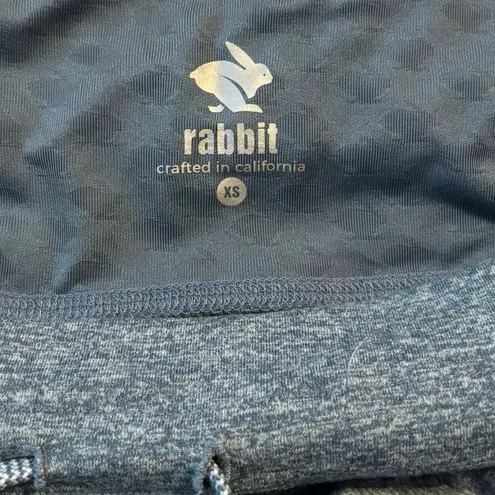 rabbit
crafted in california
XS